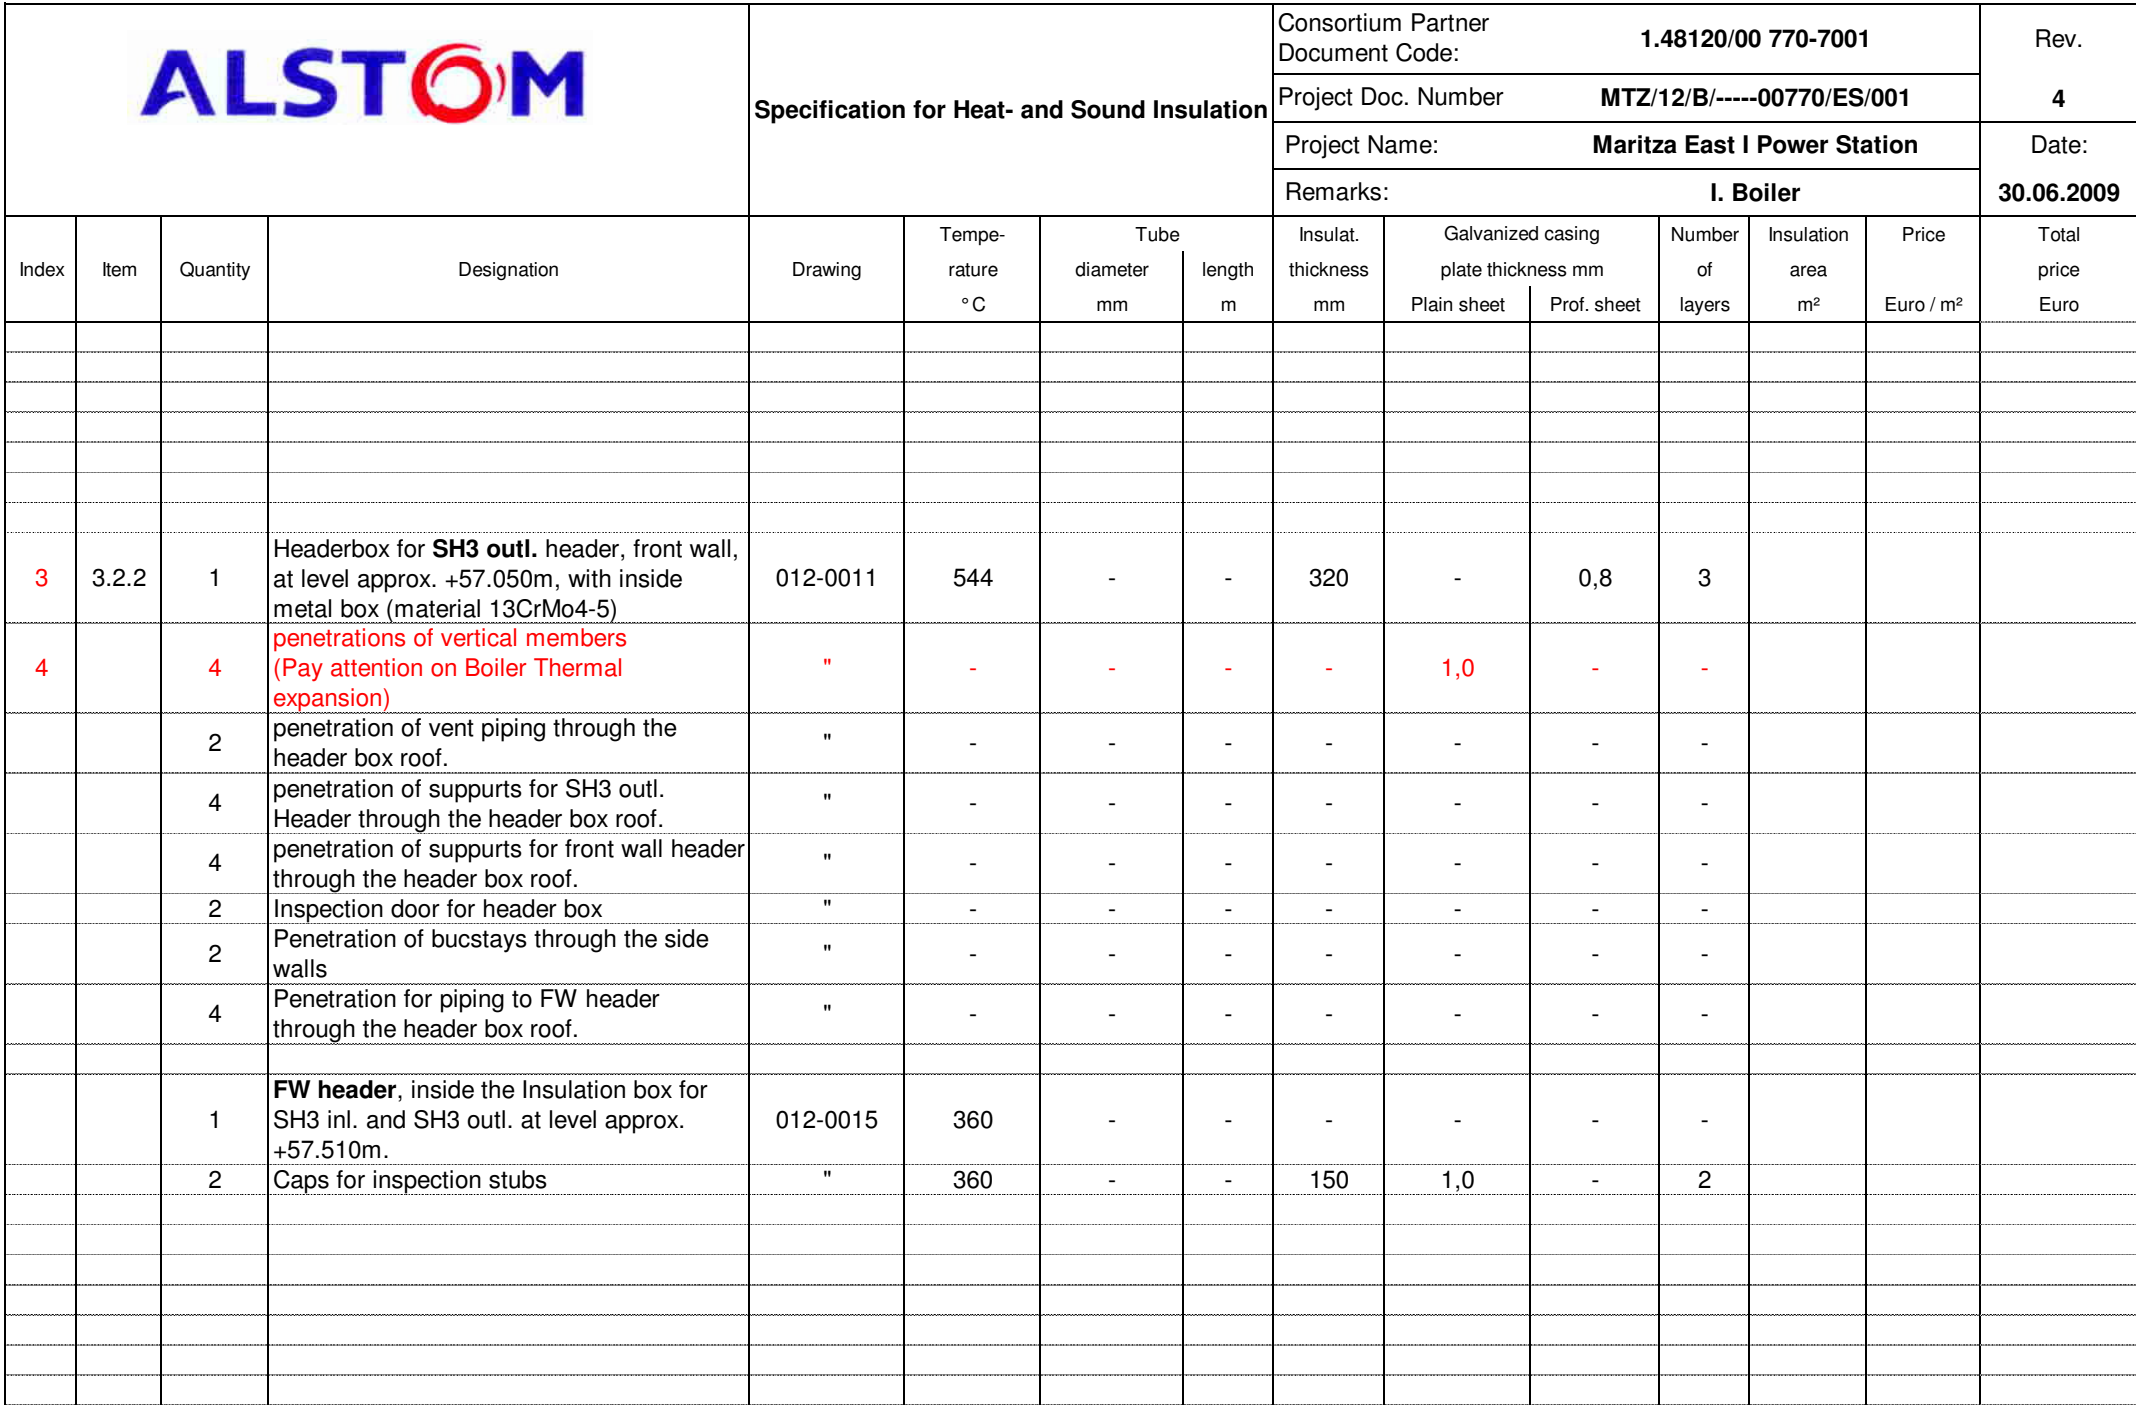 ALSTOM
Specification for Heat- and Sound Insulation
Consortium Partner
Document Code:
1.48120/00 770-7001
Rev.
Project Doc. Number
MTZ/12/B/-----00770/ES/001
4
Project Name:
Maritza East I Power Station
Date:
Remarks:
I. Boiler
30.06.2009
Index
Item
Quantity
Designation
Drawing
Tempe-
rature
°C
Tube
diameter
mm
length
m
Insulat.
thickness
mm
Galvanized casing
plate thickness mm
Plain sheet
Prof. sheet
Number
of
layers
Insulation
area
m²
Price
Euro / m²
Total
price
Euro
3 3.2.2 1
Headerbox for SH3 outl. header, front wall,
at level approx. +57.050m, with inside
metal box (material 13CrMo4-5)
012-0011 544 - - 320 - 0,8 3
4 4
penetrations of vertical members
(Pay attention on Boiler Thermal
expansion)
" - - - - 1,0 - -
2
penetration of vent piping through the
header box roof.
" - - - - - - -
4
penetration of suppurts for SH3 outl.
Header through the header box roof.
" - - - - - - -
4
penetration of suppurts for front wall header
through the header box roof.
" - - - - - - -
2 Inspection door for header box " - - - - - - -
2
Penetration of bucstays through the side
walls
" - - - - - - -
4
Penetration for piping to FW header
through the header box roof.
" - - - - - - -
1
FW header, inside the Insulation box for
SH3 inl. and SH3 outl. at level approx.
+57.510m.
012-0015 360 - - - - - -
2 Caps for inspection stubs " 360 - - 150 1,0 - 2